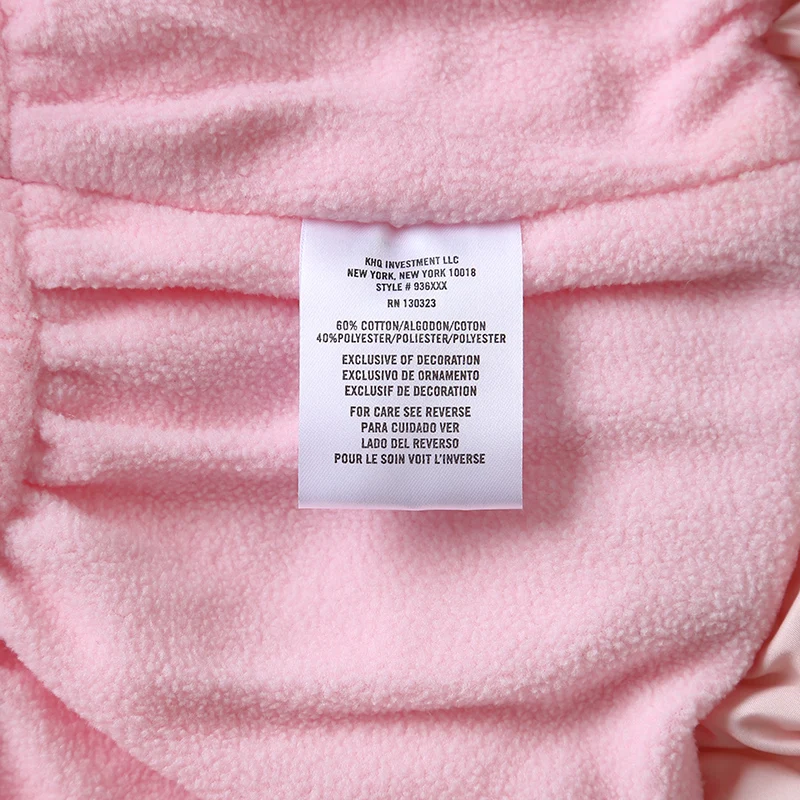 KHQ INVESTMENT LLC
NEW YORK, NEW YORK 10018
STYLE # 936XXX
RN 130323
60% COTTON/ALGODON/COTON
40%POLYESTER/POLIESTER/POLYESTER
EXCLUSIVE OF DECORATION
EXCLUSIVO DE ORNAMENTO
EXCLUSIF DE DECORATION
FOR CARE SEE REVERSE
PARA CUIDADO VER
LADO DEL REVERSO
POUR LE SOIN VOIT L'INVERSE